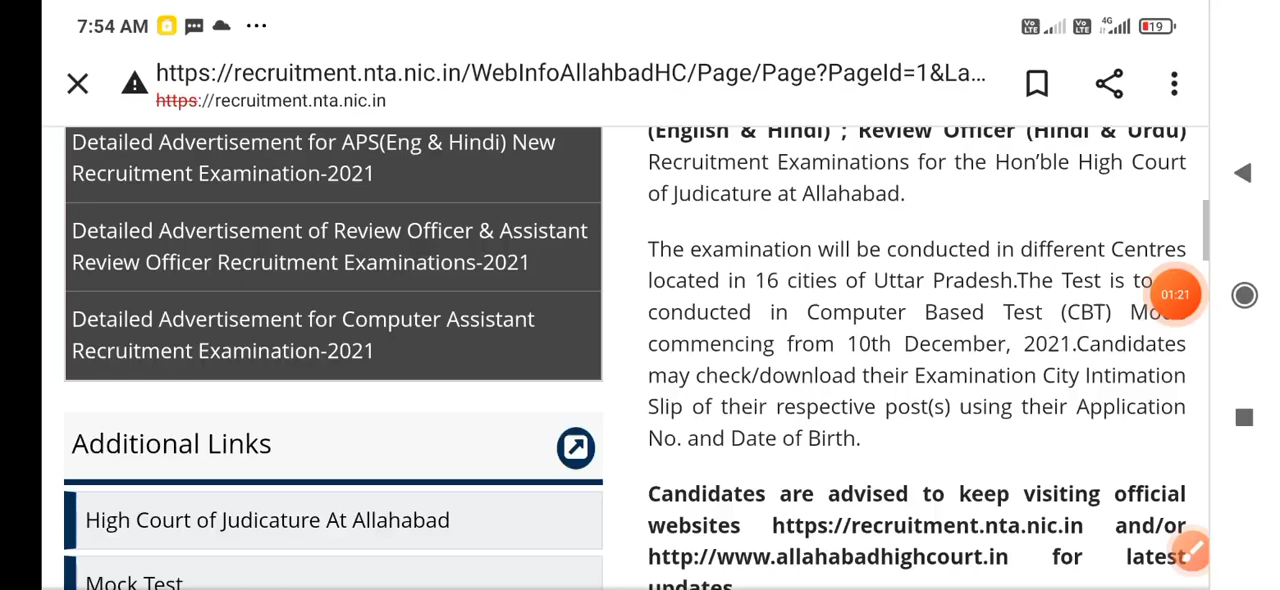 7:54 AM
4G
19
https://recruitment.nta.nic.in/WebInfoAllahbadHC/Page/Page?PageId=1&La...
https://recruitment.nta.nic.in
Detailed Advertisement for APS(Eng & Hindi) New
Recruitment Examination-2021
Detailed Advertisement of Review Officer & Assistant
Review Officer Recruitment Examinations-2021
Detailed Advertisement for Computer Assistant
Recruitment Examination-2021
Additional Links
High Court of Judicature At Allahabad
Mock Test
(English & Hindi) ; Review Officer (Hindi & Urdu)
Recruitment Examinations for the Hon'ble High Court
of Judicature at Allahabad.
The examination will be conducted in different Centres
located in 16 cities of Uttar Pradesh.The Test is to
conducted in Computer Based Test (CBT)
commencing from 10th December, 2021.Candidates
may check/download their Examination City Intimation
Slip of their respective post(s) using their Application
No. and Date of Birth.
Candidates are advised to keep visiting official
websites https://recruitment.nta.nic.in and/or
http://www.allahabadhighcourt.in for latest
updates
01:21